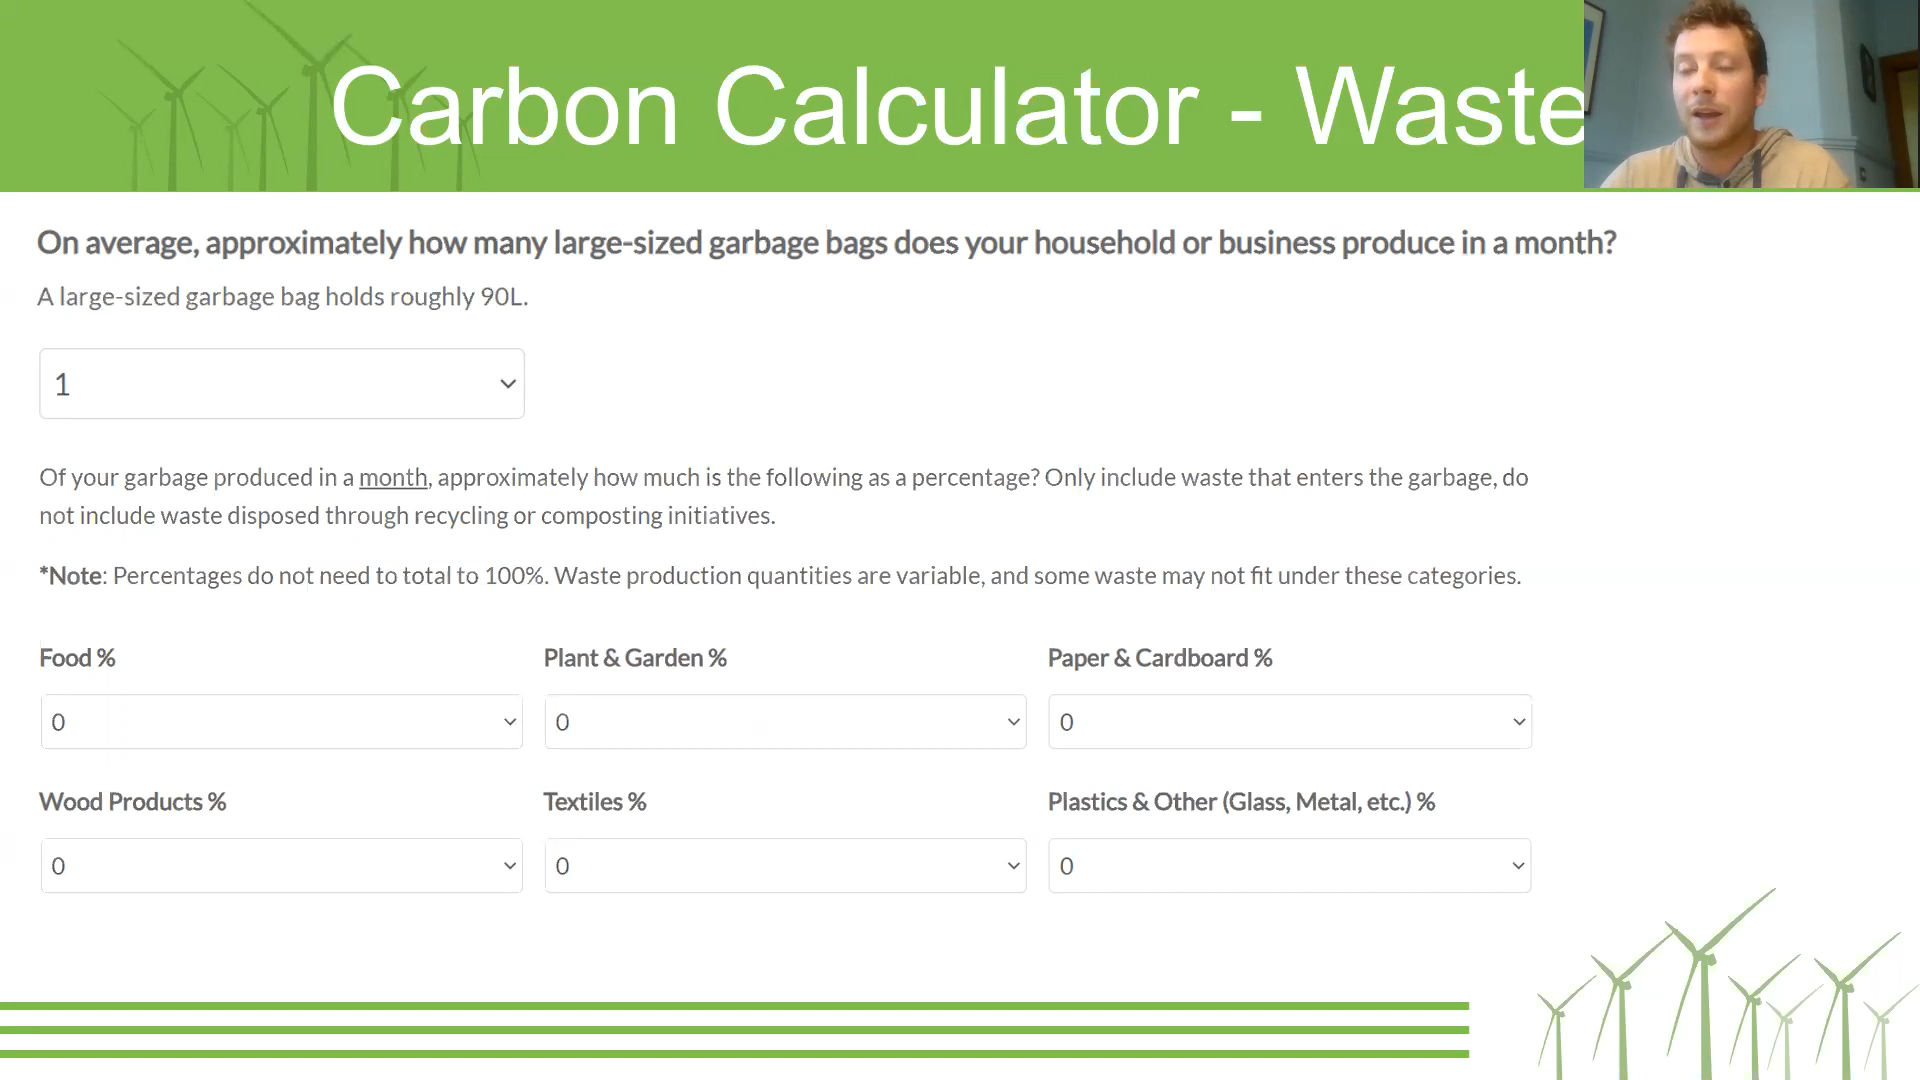 Carbon Calculator - Waste
On average, approximately how many large-sized garbage bags does your household or business produce in a month?
A large-sized garbage bag holds roughly 90L.
1
Of your garbage produced in a month, approximately how much is the following as a percentage? Only include waste that enters the garbage, do
not include waste disposed through recycling or composting initiatives.
*Note: Percentages do not need to total to 100%. Waste production quantities are variable, and some waste may not fit under these categories.
Food % Plant & Garden % Paper & Cardboard %
0 0 0
Wood Products % Textiles % Plastics & Other (Glass, Metal, etc.) %
0 0 0